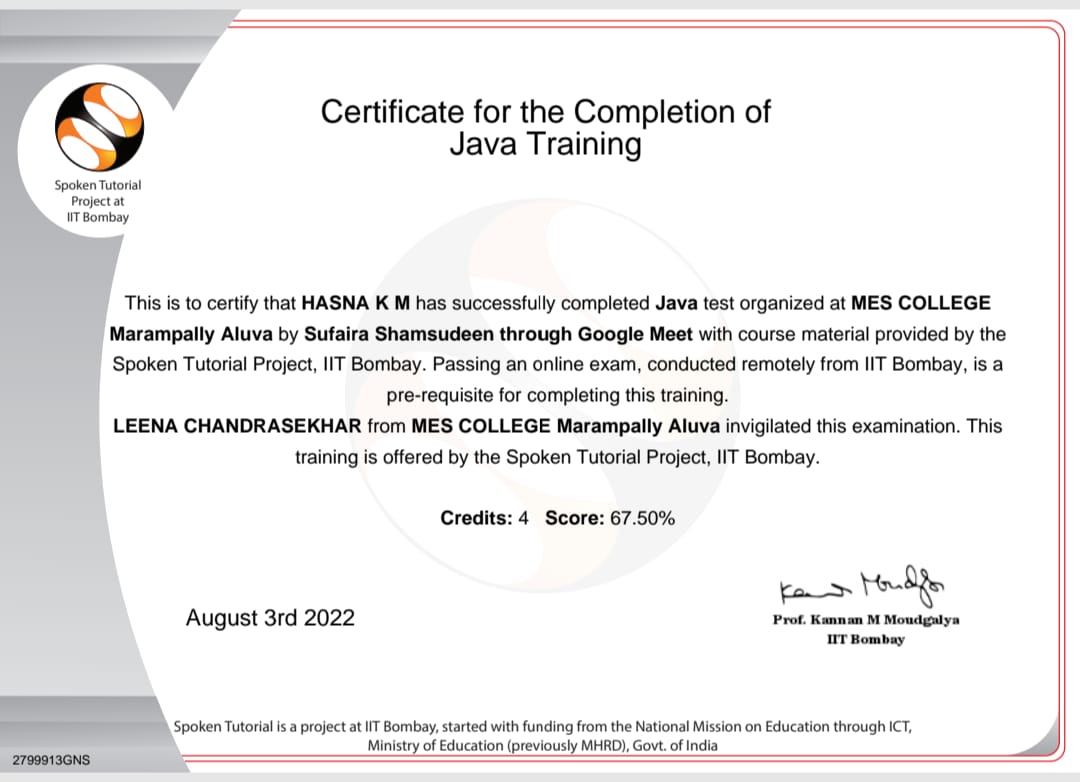 Certificate for the Completion of
Java Training
Spoken Tutorial
Project at
IIT Bombay
This is to certify that HASNA K M has successfully completed Java test organized at MES COLLEGE
Marampally Aluva by Sufaira Shamsudeen through Google Meet with course material provided by the
Spoken Tutorial Project, IIT Bombay. Passing an online exam, conducted remotely from IIT Bombay, is a
pre-requisite for completing this training.
LEENA CHANDRASEKHAR from MES COLLEGE Marampally Aluva invigilated this examination. This
training is offered by the Spoken Tutorial Project, IIT Bombay.
Credits: 4 Score: 67.50%
August 3rd 2022
Prof. Kannan M Moudgalya
IIT Bombay
Spoken Tutorial is a project at IIT Bombay, started with funding from the National Mission on Education through ICT,
Ministry of Education (previously MHRD), Govt. of India
2799913GNS